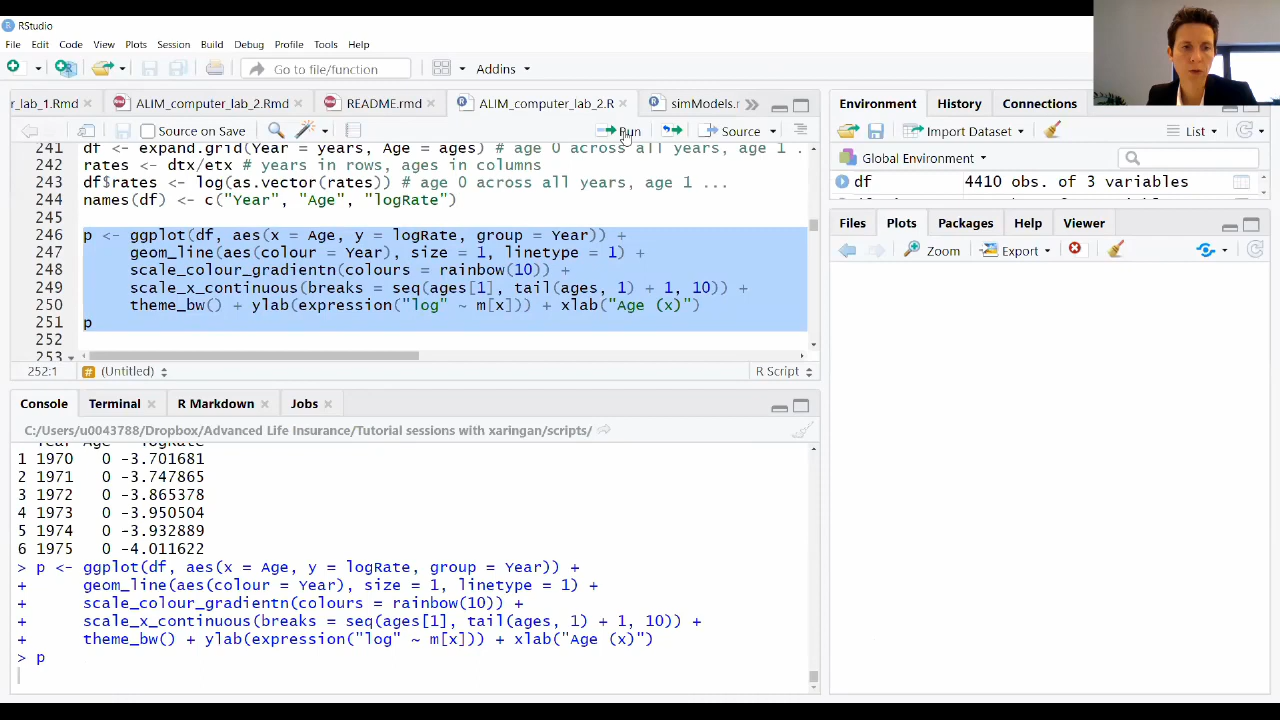 RStudio
File Edit Code View Plots Session Build Debug Profile Tools Help
Go to file/function Addins
r_lab_1.Rmd ALIM_computer_lab_2.Rmd README.md ALIM_computer_lab_2.R simModels.r
Source on Save Run Source
241 df <- expand.grid(Year = years, Age = ages) # age 0 across all years, age 1 .
242 rates <- dtx/etx # years in rows, ages in columns
243 df$rates <- log(as.vector(rates)) # age 0 across all years, age 1 ...
244 names(df) <- c("Year", "Age", "logRate")
245
246 p <- ggplot(df, aes(x = Age, y = logRate, group = Year)) +
247 geom_line(aes(colour = Year), size = 1, linetype = 1) +
248 scale_colour_gradientn(colours = rainbow(10)) +
249 scale_x_continuous(breaks = seq(ages[1], tail(ages, 1) + 1, 10)) +
250 theme_bw() + ylab(expression("log" ~ m[x])) + xlab("Age (x)")
251 p
252
253
252:1 # (Untitled) R Script
Console Terminal R Markdown Jobs
C:/Users/u0043788/Dropbox/Advanced Life Insurance/Tutorial sessions with xaringan/scripts/
Year Age logRate
1 1970 0 -3.701681
2 1971 0 -3.747865
3 1972 0 -3.865378
4 1973 0 -3.950504
5 1974 0 -3.932889
6 1975 0 -4.011622
> p <- ggplot(df, aes(x = Age, y = logRate, group = Year)) +
+ geom_line(aes(colour = Year), size = 1, linetype = 1) +
+ scale_colour_gradientn(colours = rainbow(10)) +
+ scale_x_continuous(breaks = seq(ages[1], tail(ages, 1) + 1, 10)) +
+ theme_bw() + ylab(expression("log" ~ m[x])) + xlab("Age (x)")
> p
Environment History Connections
Import Dataset List
Global Environment
df 4410 obs. of 3 variables
Files Plots Packages Help Viewer
Zoom Export